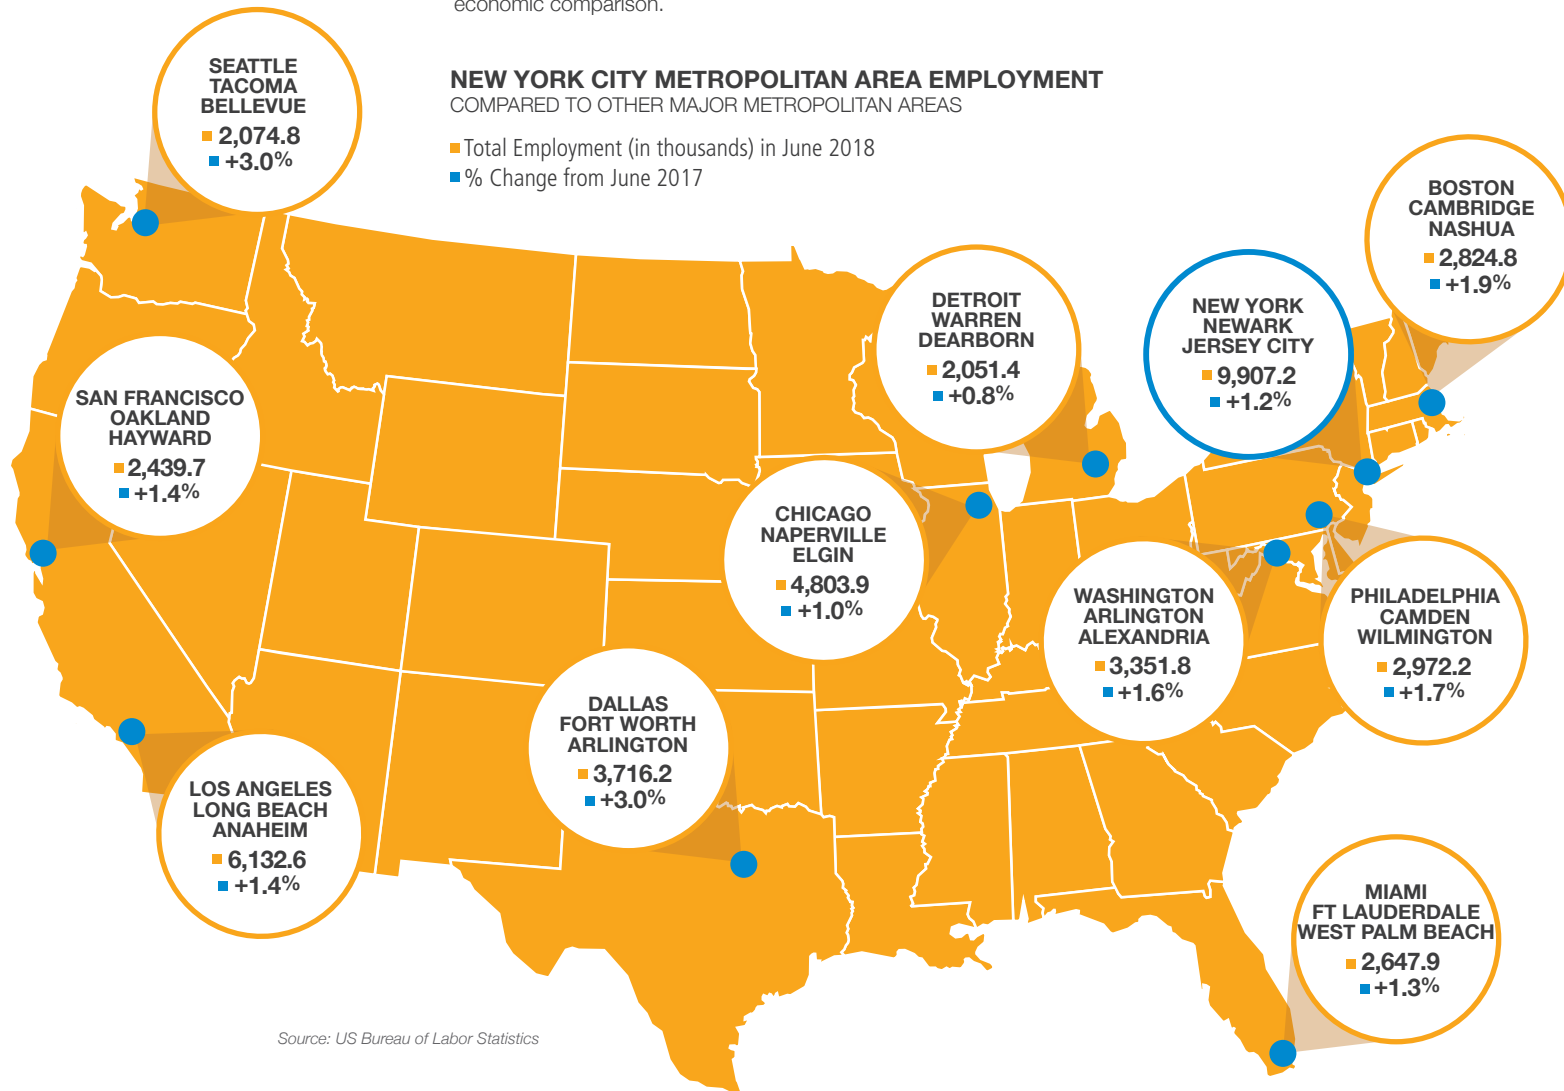 economic comparison.
NEW YORK CITY METROPOLITAN AREA EMPLOYMENT
COMPARED TO OTHER MAJOR METROPOLITAN AREAS
Total Employment (in thousands) in June 2018
% Change from June 2017
SEATTLE
TACOMA
BELLEVUE
2,074.8
+3.0%
BOSTON
CAMBRIDGE
NASHUA
2,824.8
+1.9%
DETROIT
WARREN
DEARBORN
2,051.4
+0.8%
NEW YORK
NEWARK
JERSEY CITY
9,907.2
+1.2%
SAN FRANCISCO
OAKLAND
HAYWARD
2,439.7
+1.4%
CHICAGO
NAPERVILLE
ELGIN
4,803.9
+1.0%
WASHINGTON
ARLINGTON
ALEXANDRIA
3,351.8
+1.6%
PHILADELPHIA
CAMDEN
WILMINGTON
2,972.2
+1.7%
DALLAS
FORT WORTH
ARLINGTON
3,716.2
+3.0%
LOS ANGELES
LONG BEACH
ANAHEIM
6,132.6
+1.4%
MIAMI
FT LAUDERDALE
WEST PALM BEACH
2,647.9
+1.3%
Source: US Bureau of Labor Statistics